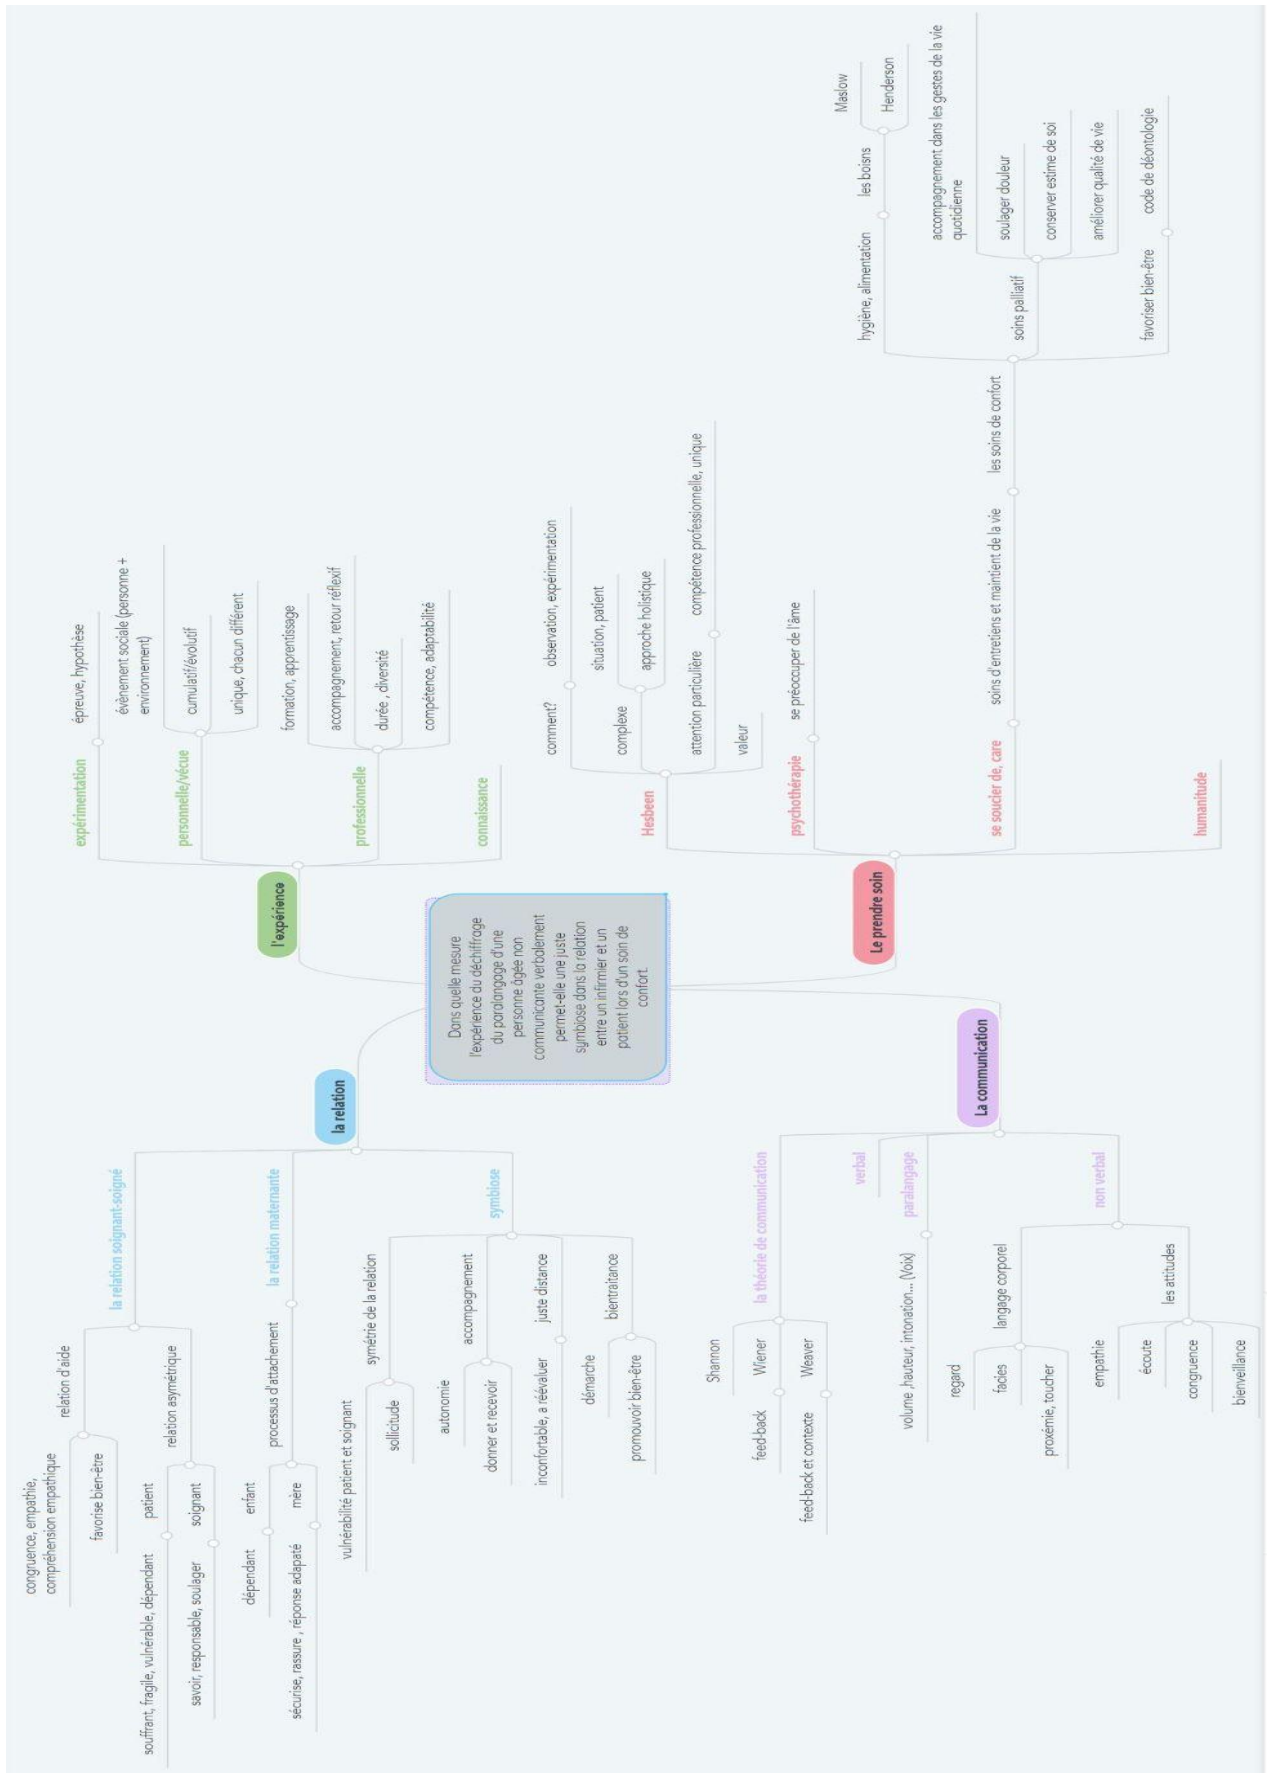 Dans quelle mesure
l'expérience du déchiffrage
du paralangage d'une
personne âgée non
communicante verbalement
permet-elle une juste
symbiose dans la relation
entre un infirmier et un
patient lors d'un soin de
confort.
la relation
la relation soignant-soigné
relation d'aide
congruence, empathie,
compréhension empathique
favorise bien-être
relation asymétrique
patient
souffrant, fragile, vulnérable, dépendant
soignant
savoir, responsable, soulager
la relation maternante
processus d'attachement
enfant
dépendant
mère
sécurise, rassure , réponse adapaté
symbiose
symétrie de la relation
vulnérabilité patient et soignant
sollicitude
accompagnement
autonomie
donner et recevoir
juste distance
inconfortable, a réévaluer
bientraitance
démarche
promouvoir bien-être
l'expérience
expérimentation
épreuve, hypothèse
personnelle/vécue
évènement sociale (personne +
environnement)
cumulatif/évolutif
unique, chacun différent
professionnelle
formation, apprentissage
accompagnement, retour réflexif
durée , diversité
compétence, adaptabilité
connaissance
La communication
la théorie de communication
Shannon
Wiener
feed-back
Weaver
feed-back et contexte
verbal
paralangage
volume ,hauteur, intonation... (Voix)
non verbal
langage corporel
regard
facies
proxémie, toucher
les attitudes
empathie
écoute
congruence
bienveillance
Le prendre soin
Hesbeen
comment?
observation, expérimentation
complexe
situation, patient
approche holistique
attention particulière
compétence professionnelle, unique
valeur
psychothérapie
se préoccuper de l'âme
se soucier de, care
soins d'entretiens et maintient de la vie
les soins de confort
hygiène, alimentation
les boisns
Maslow
Henderson
soins palliatif
accompagnement dans les gestes de la vie
quotidienne
soulager douleur
conserver estime de soi
améliorer qualité de vie
favoriser bien-être
code de déontologie
humanitude